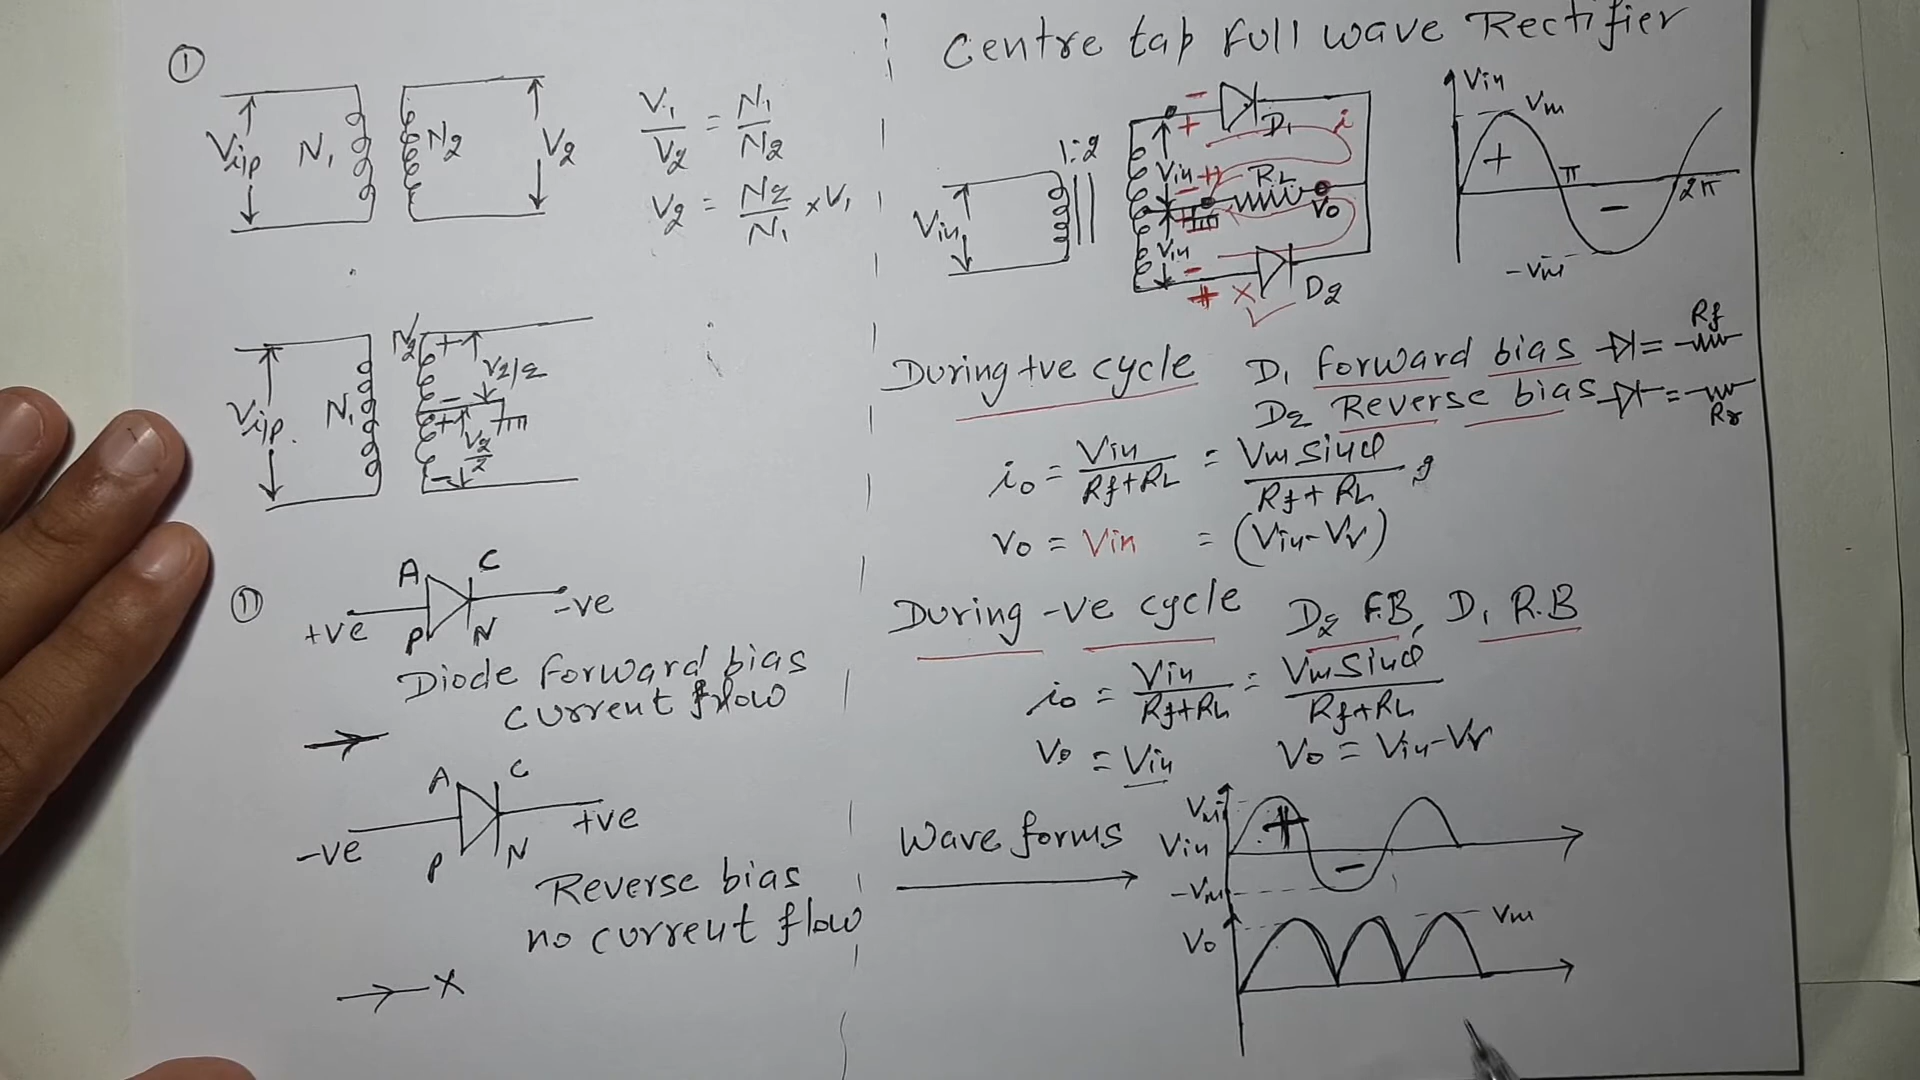 ①
Vi/p N₁ N₂ V₂
V₁/V₂ = N₁/N₂
V₂ = N₂/N₁ × V₁
Vi/p. N₁ N₂ + V₂/2 -
+ V₂/2 -
⑪
A C
+ve P N -ve
Diode forward bias
current flow
A C
-ve P N +ve
Reverse bias
no current flow
X
Centre tap full wave Rectifier
Vin 1:2
- + D₁ i
Vin - + RL Vo
+ Vin
- + X D₂
Vin Vm
+ π - 2π
-Vm
During +ve cycle D₁ forward bias = Rf
D₂ Reverse bias = Rr
io = Vin/Rf+RL = Vm Sinφ/Rf+RL,
Vo = Vin = (Vin-Vr)
During -ve cycle D₂ F.B, D₁ R.B
io = Vin/Rf+RL = Vm Sinφ/Rf+RL
Vo = Vin Vo = Vin-Vr
Wave forms
Vm
Vin + -
-Vm
Vo Vm